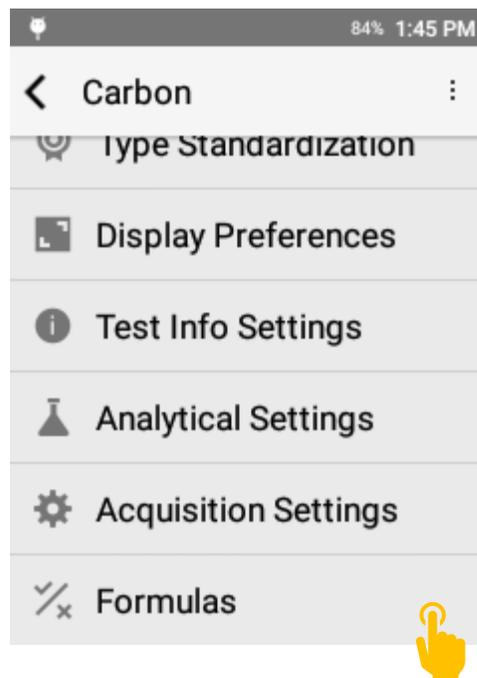 84% 1:45 PM
Carbon
Type Standardization
Display Preferences
Test Info Settings
Analytical Settings
Acquisition Settings
Formulas